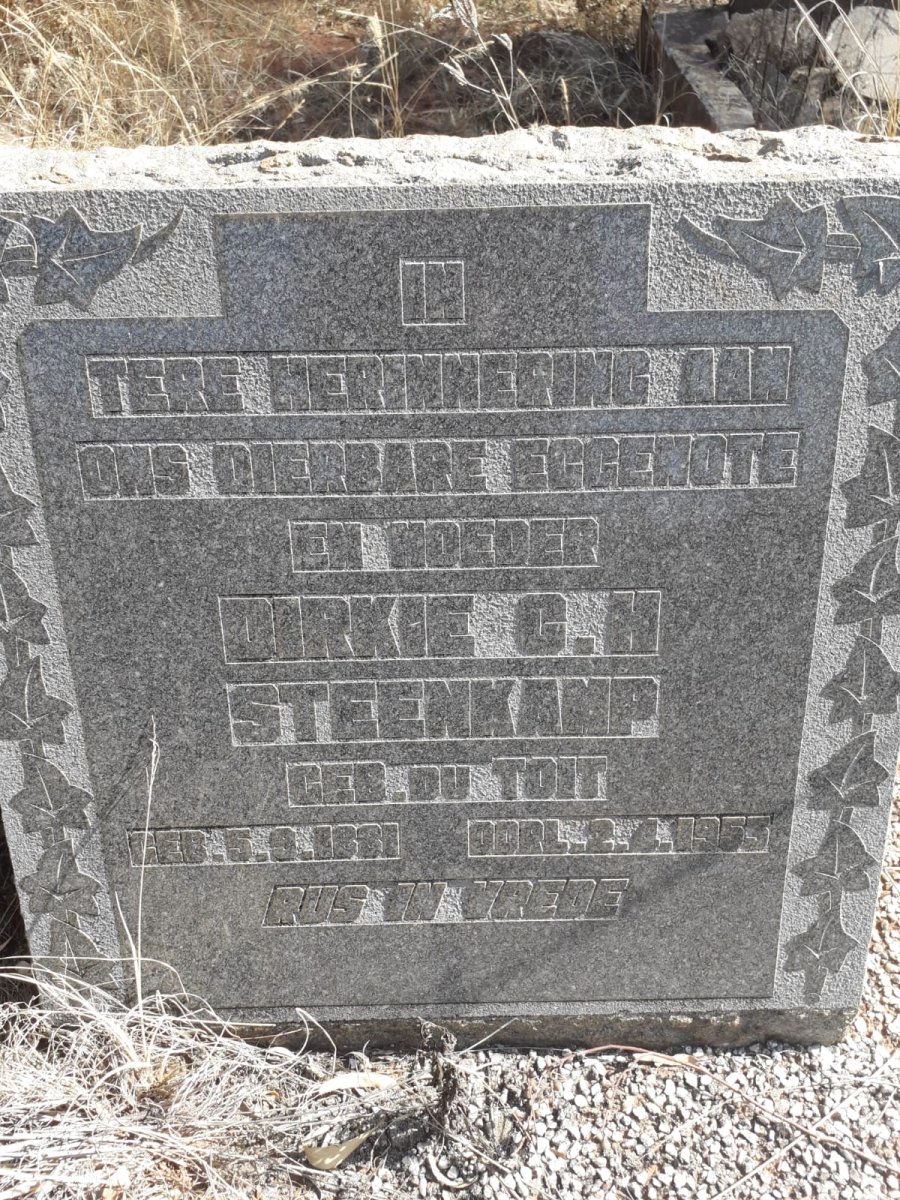 IN
TERE HERINNERING AAN
ONS DIERBARE EGGENOTE
EN MOEDER
DIRKIE C.H
STEENKAMP
GEB. DU TOIT
GEB.5.9.1881 OORL.2.4.1953
RUS IN VREDE